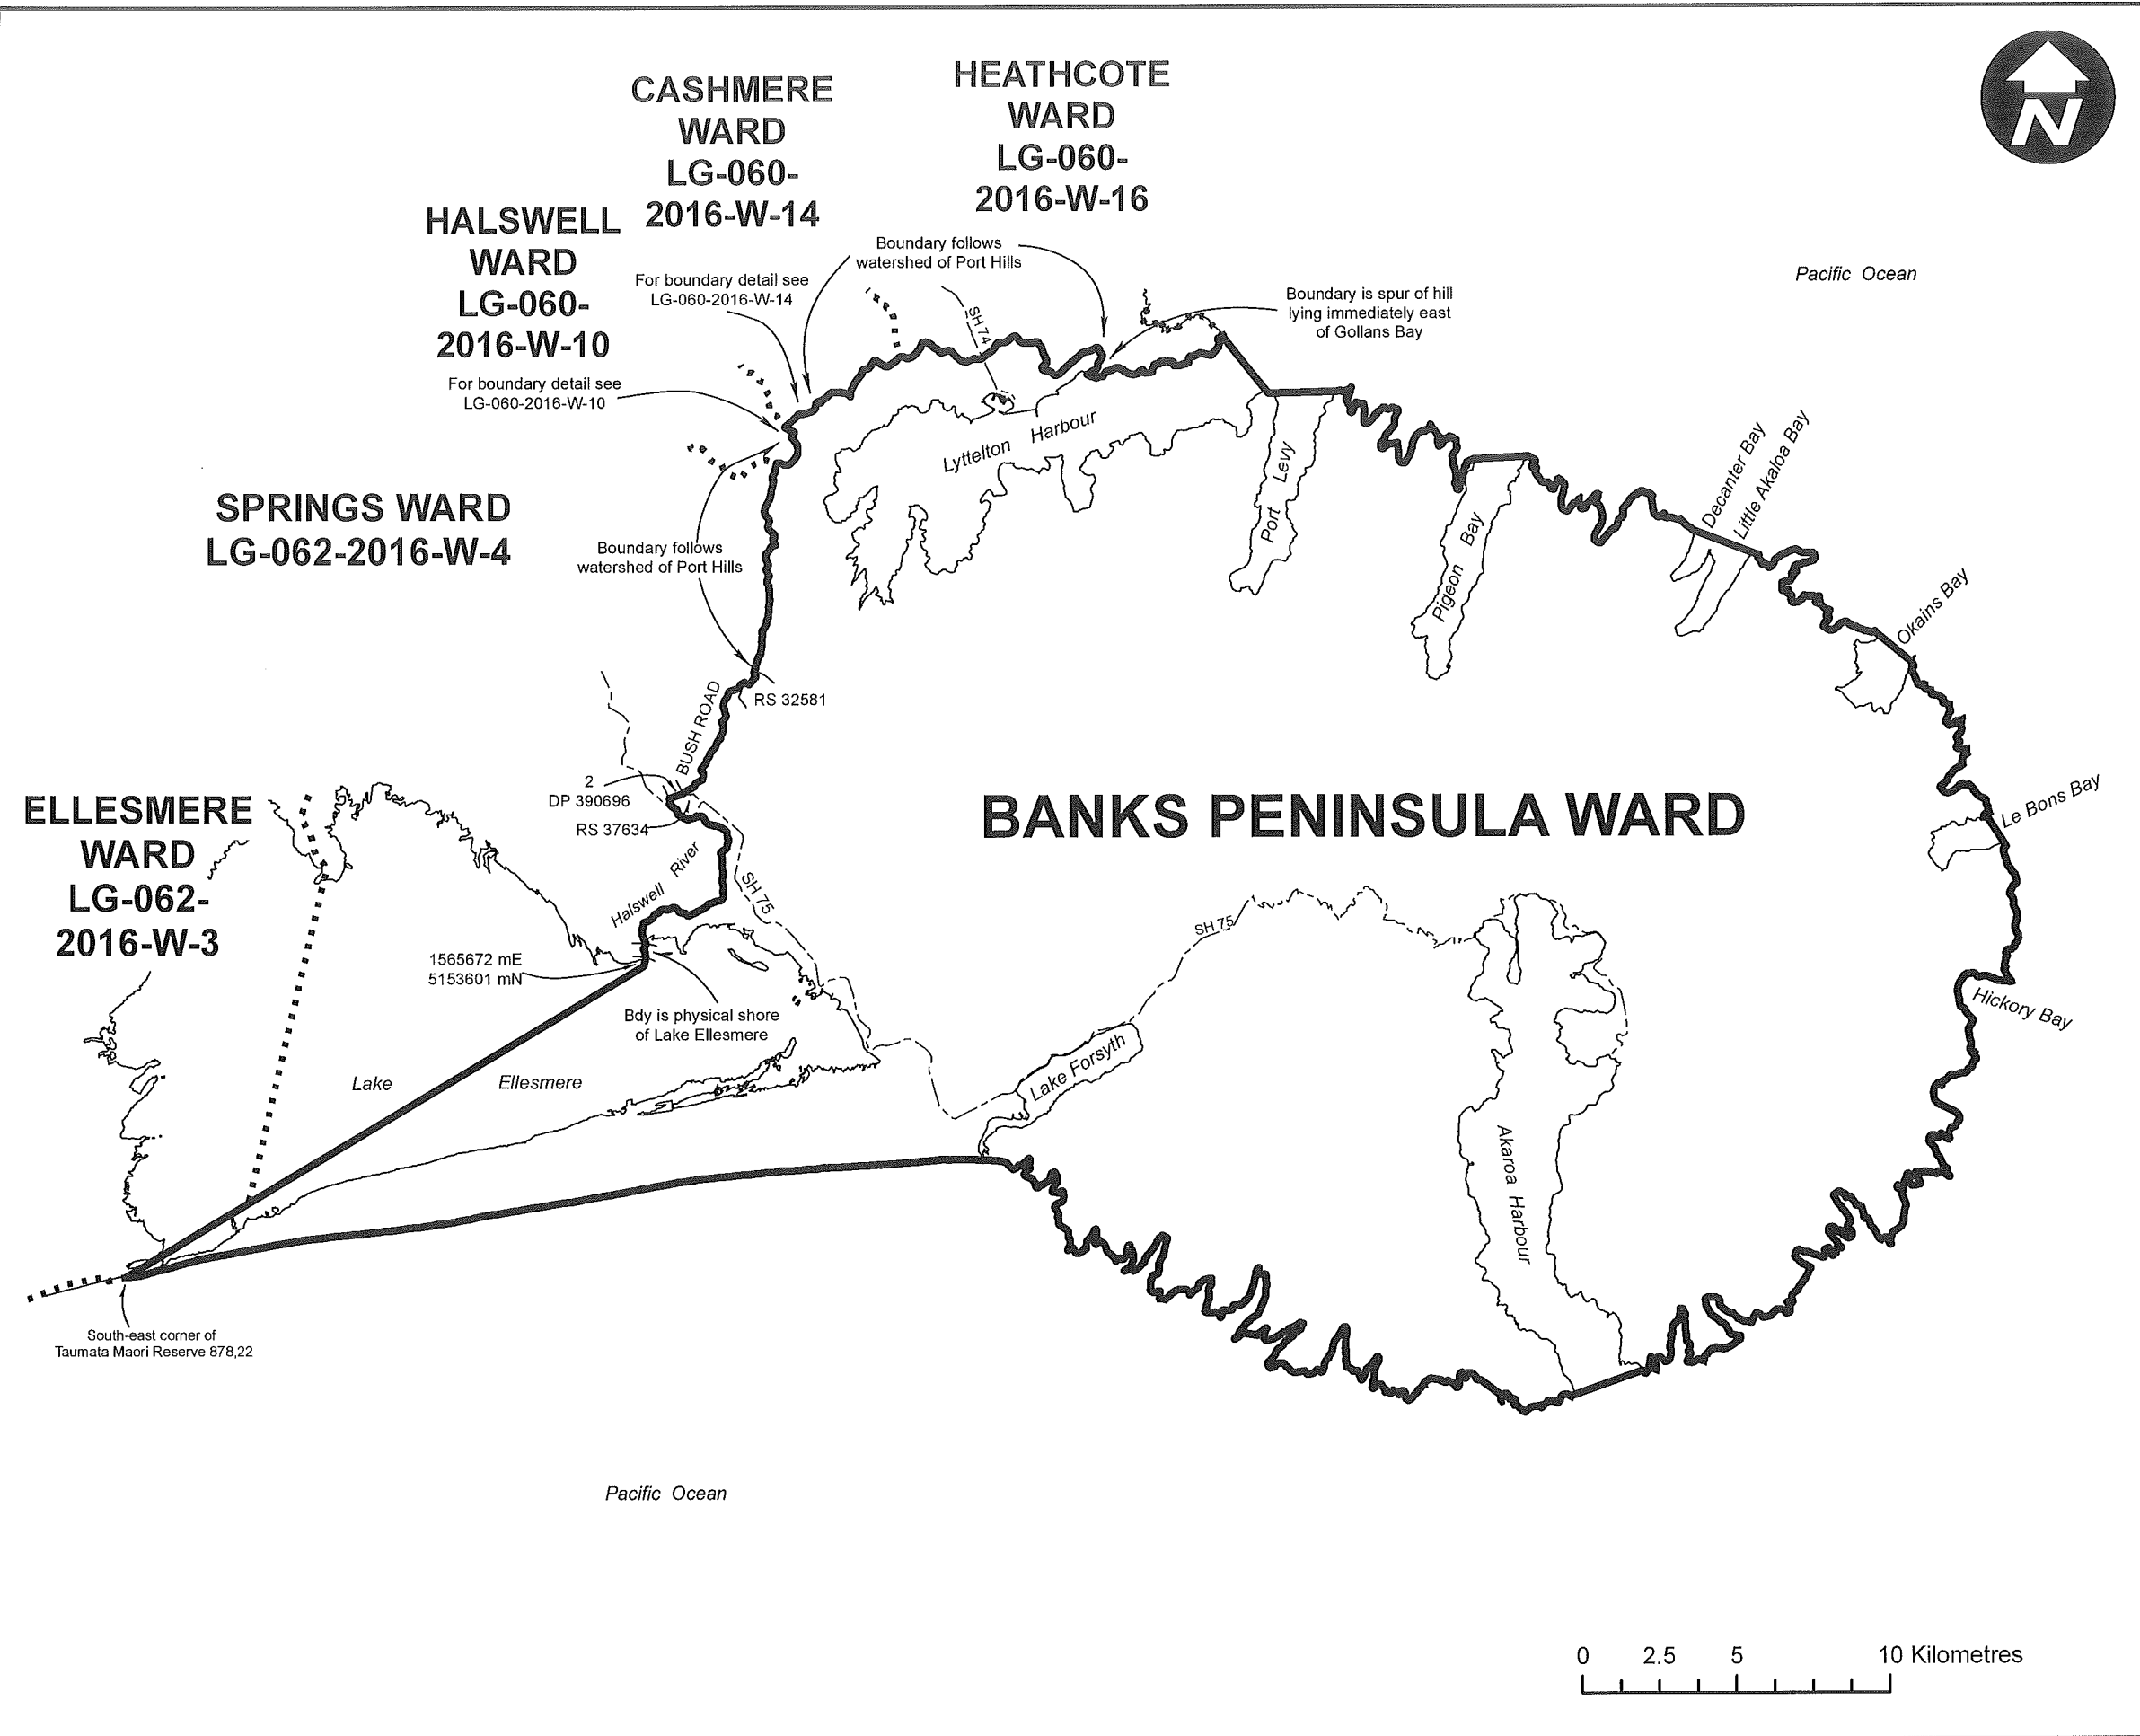 N
CASHMERE
WARD
LG-060-
2016-W-14
HEATHCOTE
WARD
LG-060-
2016-W-16
HALSWELL
WARD
LG-060-
2016-W-10
For boundary detail see
LG-060-2016-W-14
Boundary follows
watershed of Port Hills
Boundary is spur of hill
lying immediately east
of Gollans Bay
Pacific Ocean
SH 74
For boundary detail see
LG-060-2016-W-10
Lyttelton Harbour
Port Levy
Pigeon Bay
Decanter Bay
Little Akaloa Bay
Okains Bay
SPRINGS WARD
LG-062-2016-W-4
Boundary follows
watershed of Port Hills
RS 32581
BUSH ROAD
2
DP 390696
RS 37634
BANKS PENINSULA WARD
Le Bons Bay
ELLESMERE
WARD
LG-062-
2016-W-3
Halswell River
SH 75
SH 75
1565672 mE
5153601 mN
Bdy is physical shore
of Lake Ellesmere
Hickory Bay
Lake Ellesmere
Lake Forsyth
Akaroa Harbour
South-east corner of
Taumata Maori Reserve 878,22
Pacific Ocean
0 2.5 5 10 Kilometres